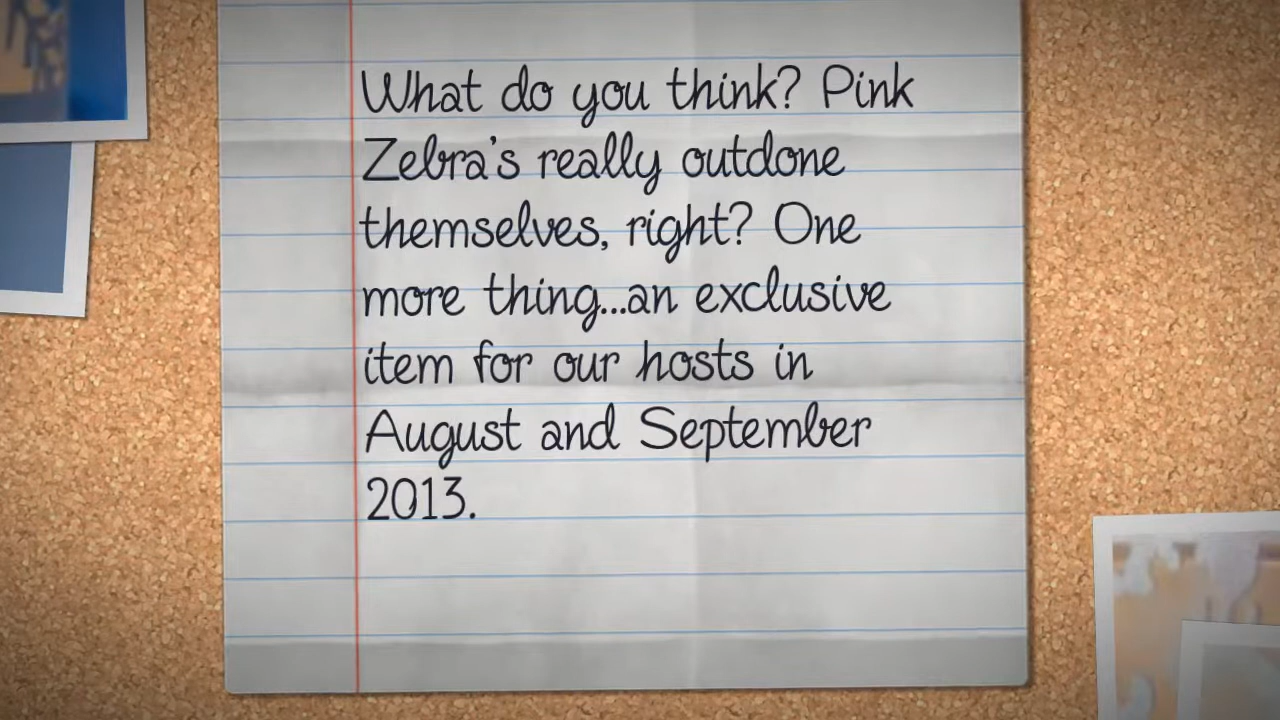 What do you think? Pink
Zebra's really outdone
themselves, right? One
more thing...an exclusive
item for our hosts in
August and September
2013.